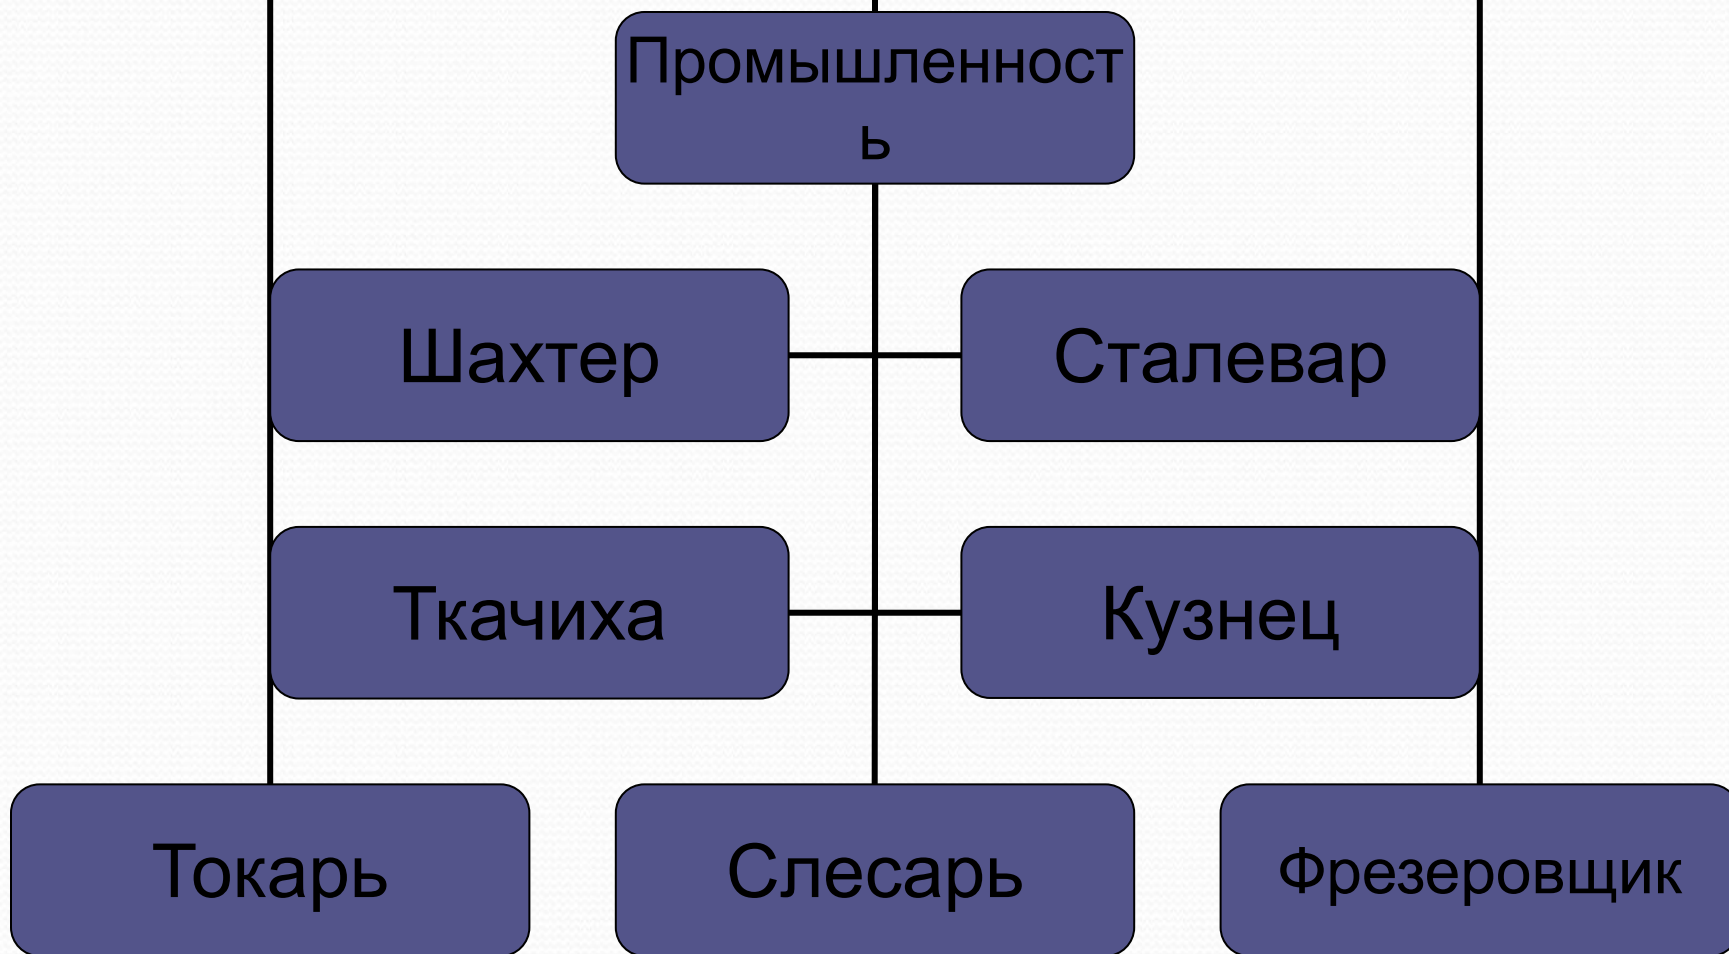 Промышленност
ь
Шахтер
Сталевар
Ткачиха
Кузнец
Токарь
Слесарь
Фрезеровщик